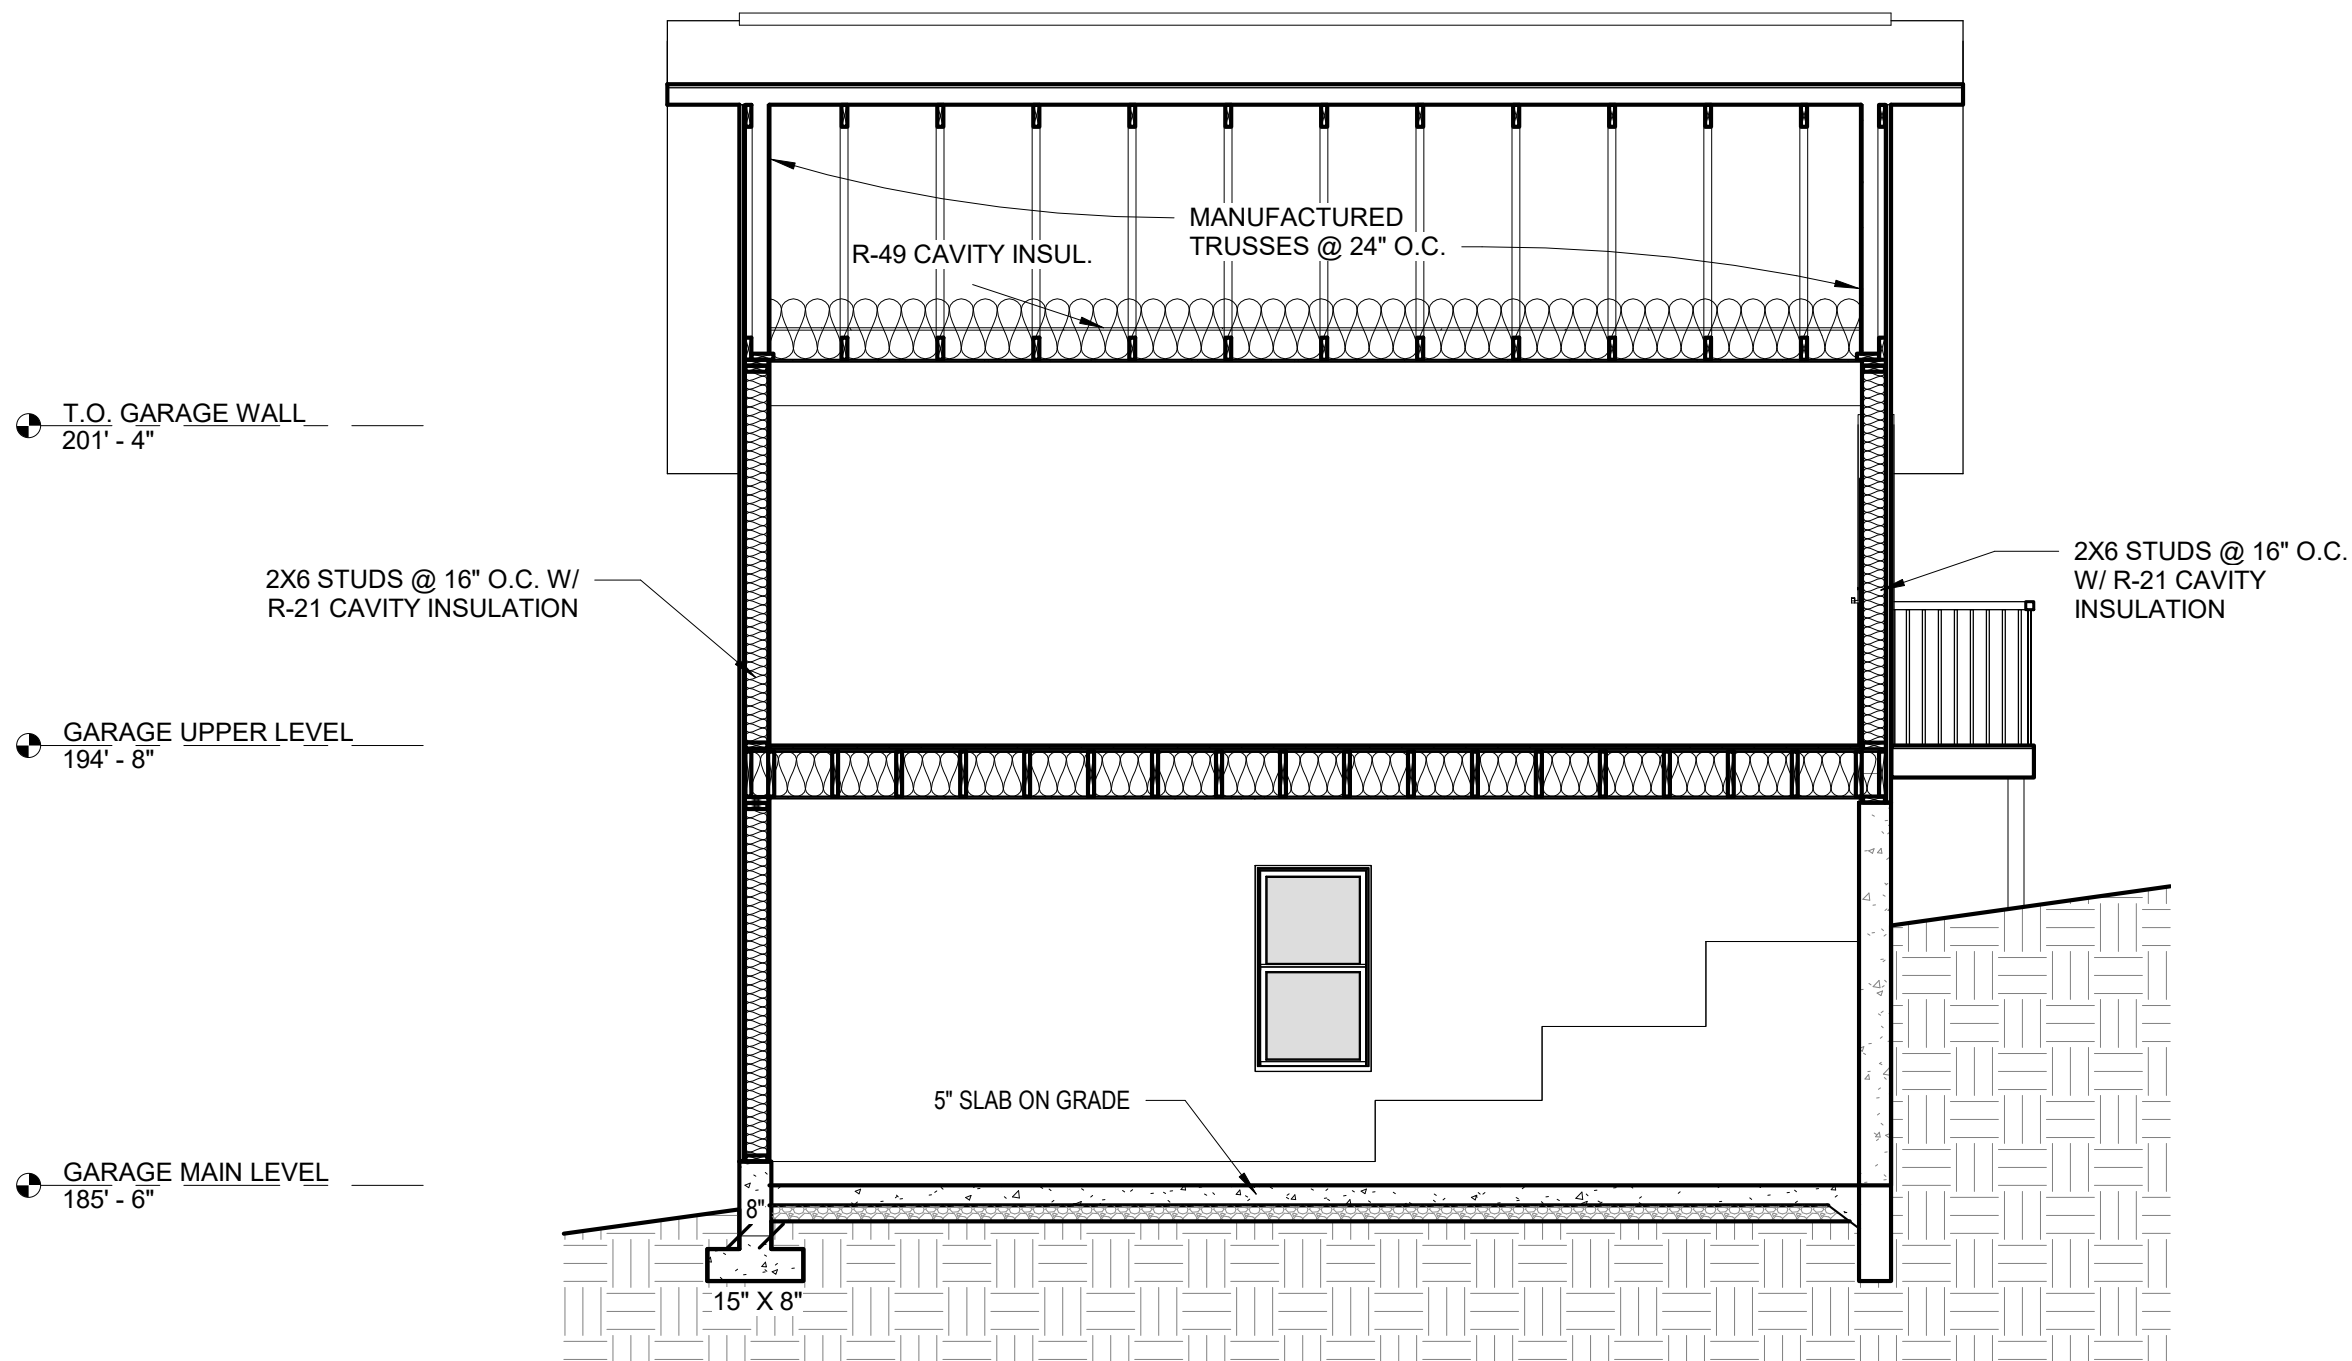 MANUFACTURED
TRUSSES @ 24" O.C.
R-49 CAVITY INSUL.
T.O. GARAGE WALL
201' - 4"
2X6 STUDS @ 16" O.C. W/
R-21 CAVITY INSULATION
2X6 STUDS @ 16" O.C.
W/ R-21 CAVITY
INSULATION
GARAGE UPPER LEVEL
194' - 8"
5" SLAB ON GRADE
GARAGE MAIN LEVEL
185' - 6"
8"
15" X 8"